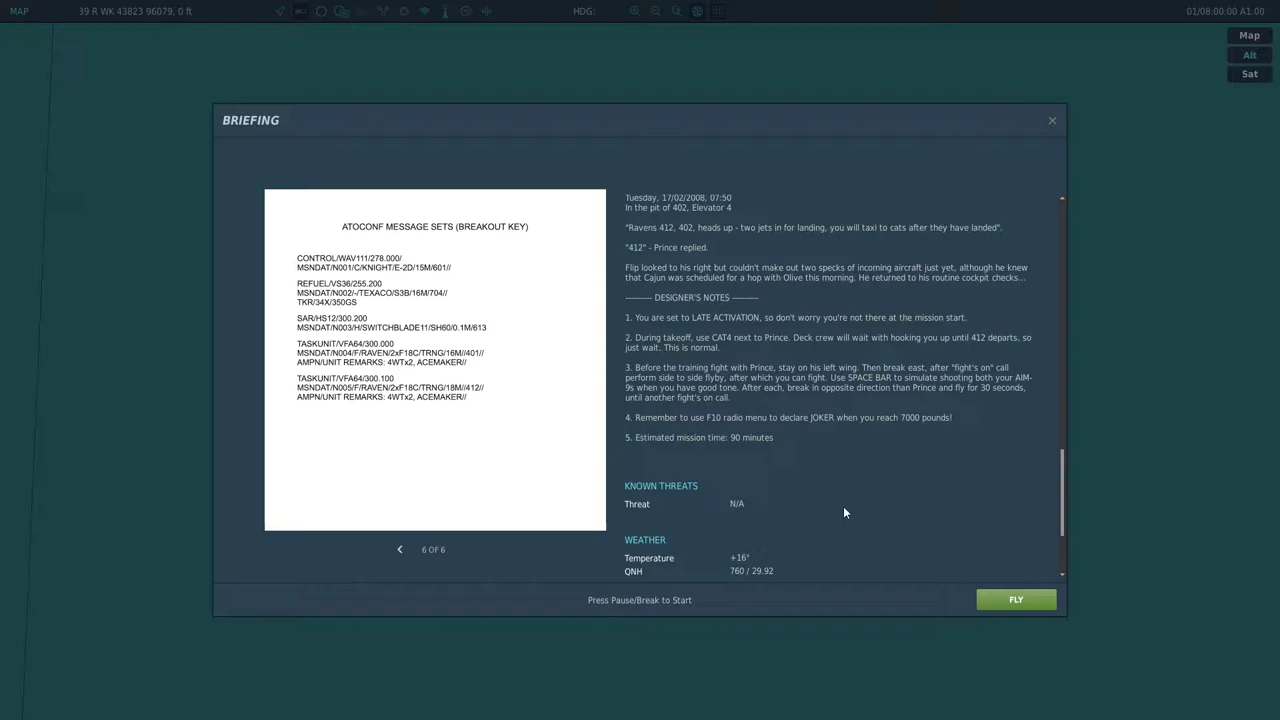 MAP
39 R WK 43823 96079, 0 ft
HDG:
01/08:00:00 A1.00
Map
Alt
Sat
BRIEFING
ATOCONF MESSAGE SETS (BREAKOUT KEY)
CONTROL/WAV111/278.000/
MSNDAT/N001/C/KNIGHT/E-2D/15M/601//
REFUEL/VS36/255.200
MSNDAT/N002/-/TEXACO/S3B/16M/704//
TKR/34X/350GS
SAR/HS12/300.200
MSNDAT/N003/H/SWITCHBLADE11/SH60/0.1M/613
TASKUNIT/VFA64/300.000
MSNDAT/N004/F/RAVEN/2xF18C/TRNG/16M//401//
AMPN/UNIT REMARKS: 4WTx2, ACEMAKER//
TASKUNIT/VFA64/300.100
MSNDAT/N005/F/RAVEN/2xF18C/TRNG/18M//412//
AMPN/UNIT REMARKS: 4WTx2, ACEMAKER//
6 OF 6
Tuesday, 17/02/2008, 07:50
In the pit of 402, Elevator 4
"Ravens 412, 402, heads up - two jets in for landing, you will taxi to cats after they have landed".
"412" - Prince replied.
Flip looked to his right but couldn't make out two specks of incoming aircraft just yet, although he knew
that Cajun was scheduled for a hop with Olive this morning. He returned to his routine cockpit checks...
---------- DESIGNER'S NOTES ----------
1. You are set to LATE ACTIVATION, so don't worry you're not there at the mission start.
2. During takeoff, use CAT4 next to Prince. Deck crew will wait with hooking you up until 412 departs, so
just wait. This is normal.
3. Before the training fight with Prince, stay on his left wing. Then break east, after "fight's on" call
perform side to side flyby, after which you can fight. Use SPACE BAR to simulate shooting both your AIM-
9s when you have good tone. After each, break in opposite direction than Prince and fly for 30 seconds,
until another fight's on call.
4. Remember to use F10 radio menu to declare JOKER when you reach 7000 pounds!
5. Estimated mission time: 90 minutes
KNOWN THREATS
Threat N/A
WEATHER
Temperature +16°
QNH 760 / 29.92
Press Pause/Break to Start
FLY